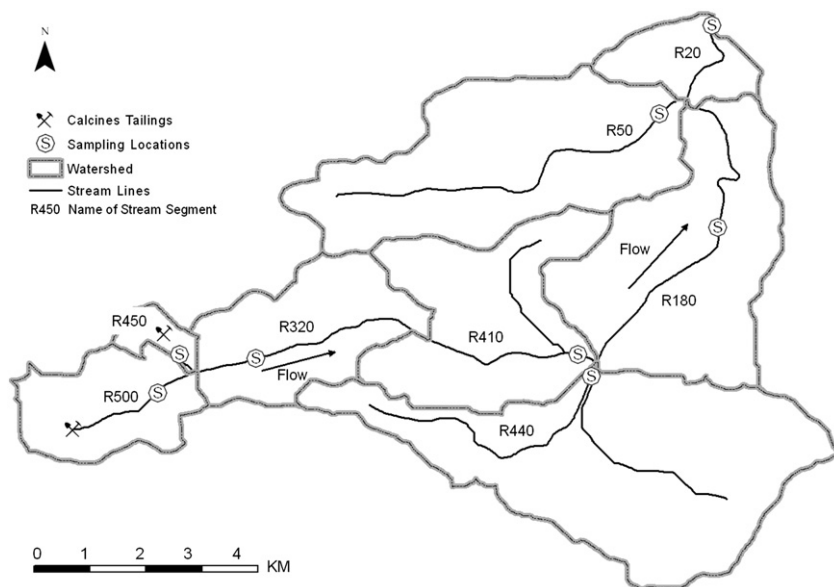 N
Calcines Tailings
S Sampling Locations
Watershed
Stream Lines
R450 Name of Stream Segment
S
R20
S
R50
S
Flow
R180
R450
S
R320
S
Flow
R410
S
S
R500
S
R440
0 1 2 3 4
KM